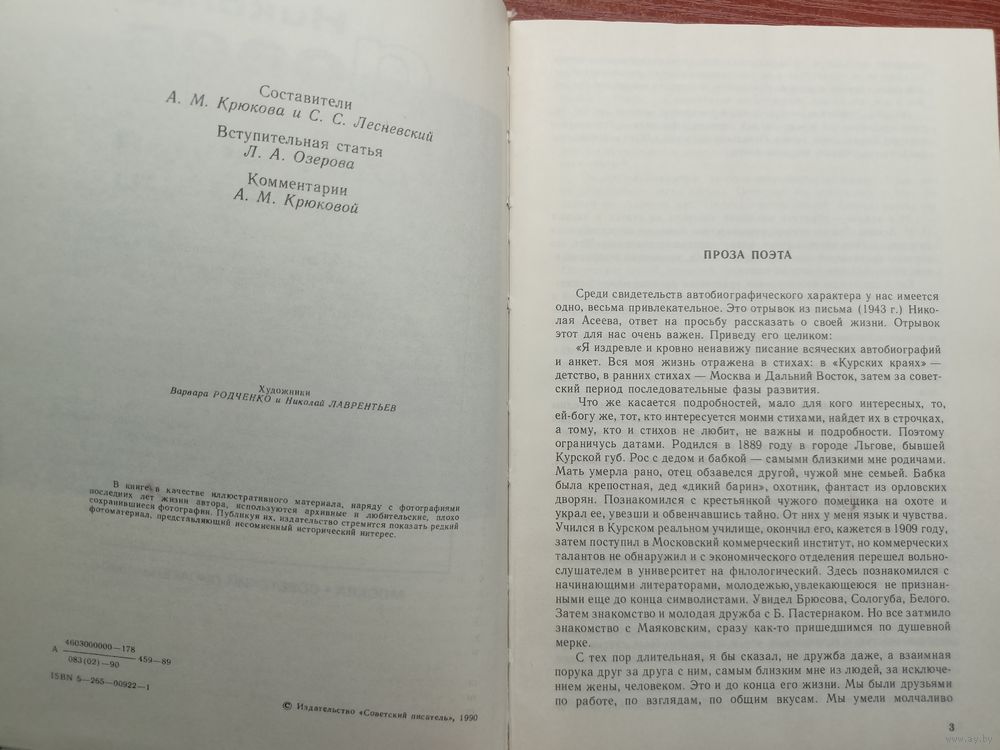 Составители
А. М. Крюкова и С. С. Лесневский
Вступительная статья
Л. А. Озерова
Комментарии
А. М. Крюковой
Художники
Варвара РОДЧЕНКО и Николай ЛАВРЕНТЬЕВ
В книге в качестве иллюстративного материала, наряду с фотографиями
последних лет жизни автора, используются архивные и любительские, плохо
сохранившиеся фотографии. Публикуя их, издательство стремится показать редкий
фотоматериал, представляющий несомненный исторический интерес.
А 4603000000—178
083(02)—90 459—89
ISBN 5—265—00922—1
© Издательство «Советский писатель», 1990
ПРОЗА ПОЭТА
Среди свидетельств автобиографического характера у нас имеется
одно, весьма привлекательное. Это отрывок из письма (1943 г.) Нико-
лая Асеева, ответ на просьбу рассказать о своей жизни. Отрывок
этот для нас очень важен. Приведу его целиком:
«Я издревле и кровно ненавижу писание всяческих автобиографий
и анкет. Вся моя жизнь отражена в стихах: в «Курских краях» —
детство, в ранних стихах — Москва и Дальний Восток, затем за совет-
ский период последовательные фазы развития.
Что же касается подробностей, мало для кого интересных, то,
ей-богу же, тот, кто интересуется моими стихами, найдет их в строчках,
а тому, кто и стихов не любит, не важны и подробности. Поэтому
ограничусь датами. Родился в 1889 году в городе Льгове, бывшей
Курской губ. Рос с дедом и бабкой — самыми близкими мне родичами.
Мать умерла рано, отец обзавелся другой, чужой мне семьей. Бабка
была крепостная, дед «дикий барин», охотник, фантаст из орловских
дворян. Познакомился с крестьянкой чужого помещика на охоте и
украл ее, увезши и обвенчавшись тайно. От них у меня язык и чувства.
Учился в Курском реальном училище, окончил его, кажется в 1909 году,
затем поступил в Московский коммерческий институт, но коммерческих
талантов не обнаружил и с экономического отделения перешел вольно-
слушателем в университет на филологический. Здесь познакомился с
начинающими литераторами, молодежью, увлекающеюся не признан-
ными еще до конца символистами. Увидел Брюсова, Сологуба, Белого.
Затем знакомство и молодая дружба с Б. Пастернаком. Но все затмило
знакомство с Маяковским, сразу как-то пришедшимся по душевной
мерке.
С тех пор длительная, я бы сказал, не дружба даже, а взаимная
порука друг за друга с ним, самым близким мне из людей, за исключе-
нием жены, человеком. Это и до конца его жизни. Мы были друзьями
по работе, по взглядам, по общим вкусам. Мы умели молчаливо
3
www.ay.by